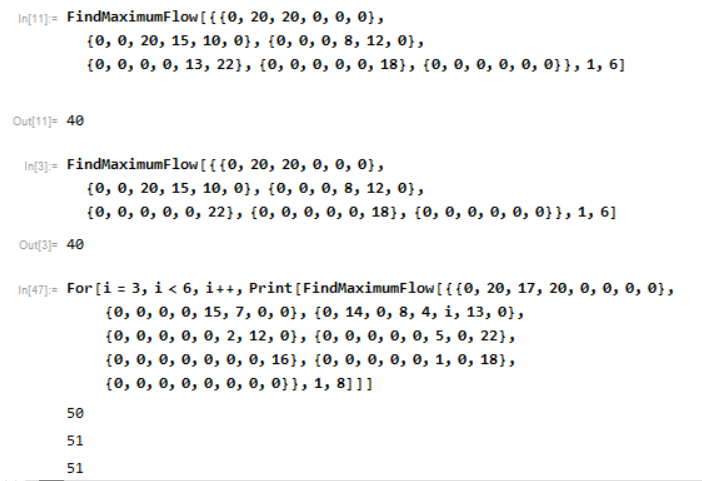 In[11]:= FindMaximumFlow[{{0, 20, 20, 0, 0, 0},
{0, 0, 20, 15, 10, 0}, {0, 0, 0, 8, 12, 0},
{0, 0, 0, 0, 13, 22}, {0, 0, 0, 0, 0, 18}, {0, 0, 0, 0, 0, 0}}, 1, 6]
Out[11]= 40
In[3]:= FindMaximumFlow[{{0, 20, 20, 0, 0, 0},
{0, 0, 20, 15, 10, 0}, {0, 0, 0, 8, 12, 0},
{0, 0, 0, 0, 0, 22}, {0, 0, 0, 0, 0, 18}, {0, 0, 0, 0, 0, 0}}, 1, 6]
Out[3]= 40
In[47]:= For[i = 3, i < 6, i++, Print[FindMaximumFlow[{{0, 20, 17, 20, 0, 0, 0, 0},
{0, 0, 0, 0, 15, 7, 0, 0}, {0, 14, 0, 8, 4, i, 13, 0},
{0, 0, 0, 0, 0, 2, 12, 0}, {0, 0, 0, 0, 0, 5, 0, 22},
{0, 0, 0, 0, 0, 0, 0, 16}, {0, 0, 0, 0, 0, 1, 0, 18},
{0, 0, 0, 0, 0, 0, 0, 0}}, 1, 8]]]
50
51
51